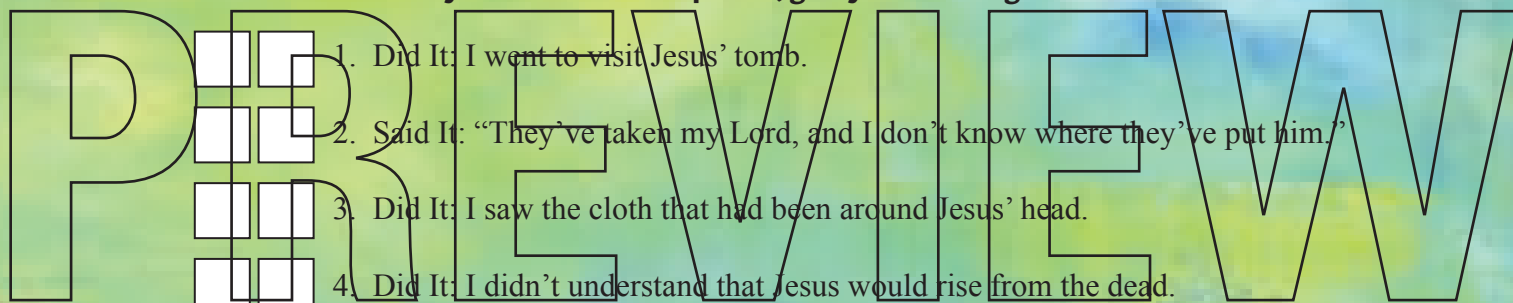 PREVIEW
1. Did It: I went to visit Jesus’ tomb.
2. Said It: “They’ve taken my Lord, and I don’t know where they’ve put him.”
3. Did It: I saw the cloth that had been around Jesus’ head.
4. Did It: I didn’t understand that Jesus would rise from the dead.